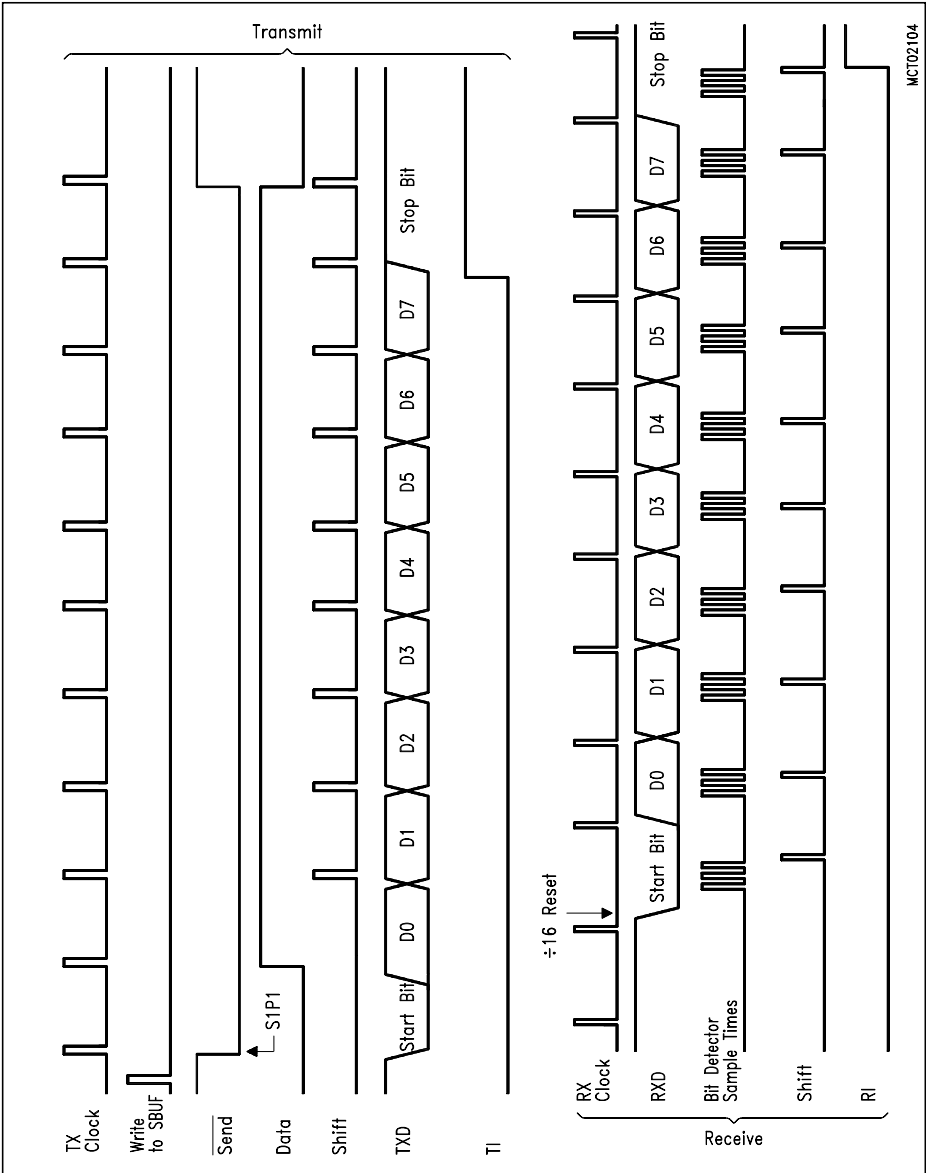 Transmit
TX
Clock
Write
to SBUF
Send
S1P1
Data
Shift
TXD
Start Bit
D0
D1
D2
D3
D4
D5
D6
D7
Stop Bit
TI
Receive
÷16 Reset
RX
Clock
RXD
Start Bit
D0
D1
D2
D3
D4
D5
D6
D7
Stop Bit
Bit Detector
Sample Times
Shift
RI
MCT02104